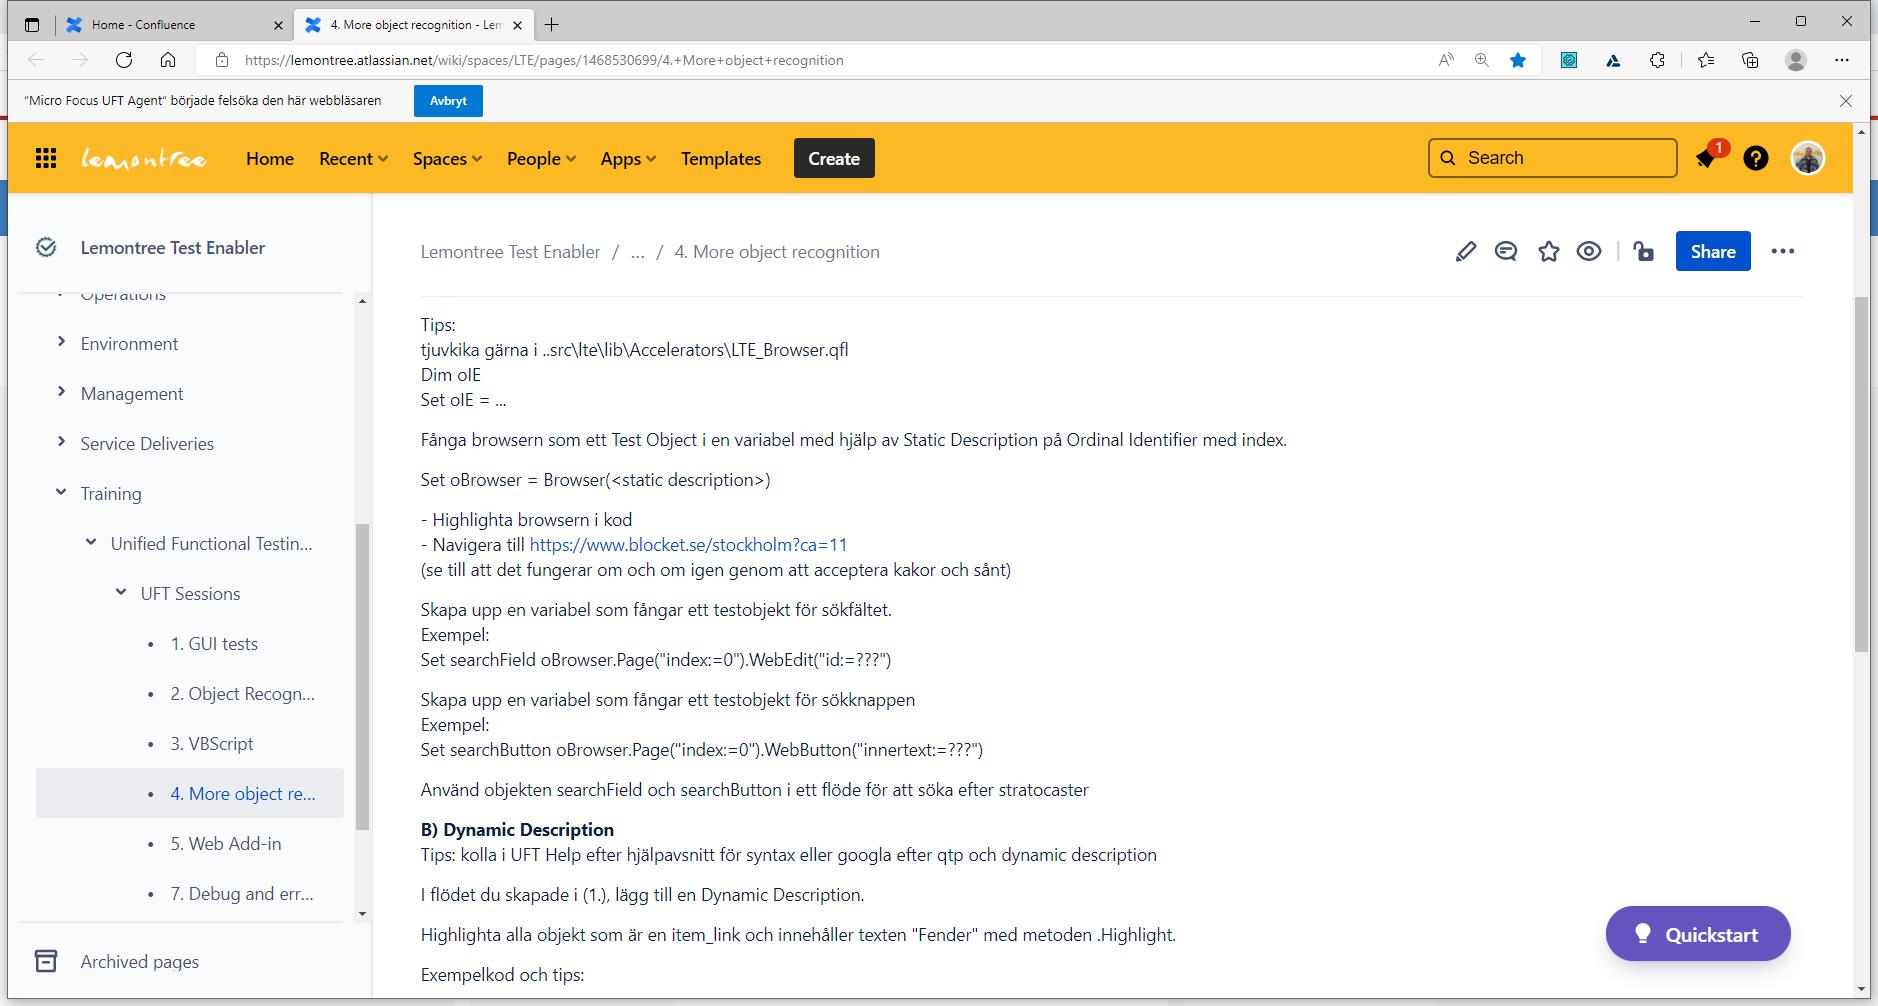 Home - Confluence
4. More object recognition - Lem
https://lemontree.atlassian.net/wiki/spaces/LTE/pages/1468530699/4.+More+object+recognition
"Micro Focus UFT Agent" började felsöka den här webbläsaren
Avbryt
lemontree
Home
Recent
Spaces
People
Apps
Templates
Create
Search
1
Lemontree Test Enabler
Operations
Environment
Management
Service Deliveries
Training
Unified Functional Testin...
UFT Sessions
• 1. GUI tests
• 2. Object Recogn...
• 3. VBScript
• 4. More object re...
• 5. Web Add-in
• 7. Debug and err...
Archived pages
Lemontree Test Enabler / ... / 4. More object recognition
Share
Tips:
tjuvkika gärna i ..src\lte\lib\Accelerators\LTE_Browser.qfl
Dim oIE
Set oIE = ...
Fånga browsern som ett Test Object i en variabel med hjälp av Static Description på Ordinal Identifier med index.
Set oBrowser = Browser(<static description>)
- Highlighta browsern i kod
- Navigera till https://www.blocket.se/stockholm?ca=11
(se till att det fungerar om och om igen genom att acceptera kakor och sånt)
Skapa upp en variabel som fångar ett testobjekt för sökfältet.
Exempel:
Set searchField oBrowser.Page("index:=0").WebEdit("id:=???")
Skapa upp en variabel som fångar ett testobjekt för sökknappen
Exempel:
Set searchButton oBrowser.Page("index:=0").WebButton("innertext:=???")
Använd objekten searchField och searchButton i ett flöde för att söka efter stratocaster
B) Dynamic Description
Tips: kolla i UFT Help efter hjälpavsnitt för syntax eller googla efter qtp och dynamic description
I flödet du skapade i (1.), lägg till en Dynamic Description.
Highlighta alla objekt som är en item_link och innehåller texten "Fender" med metoden .Highlight.
Exempelkod och tips:
Quickstart